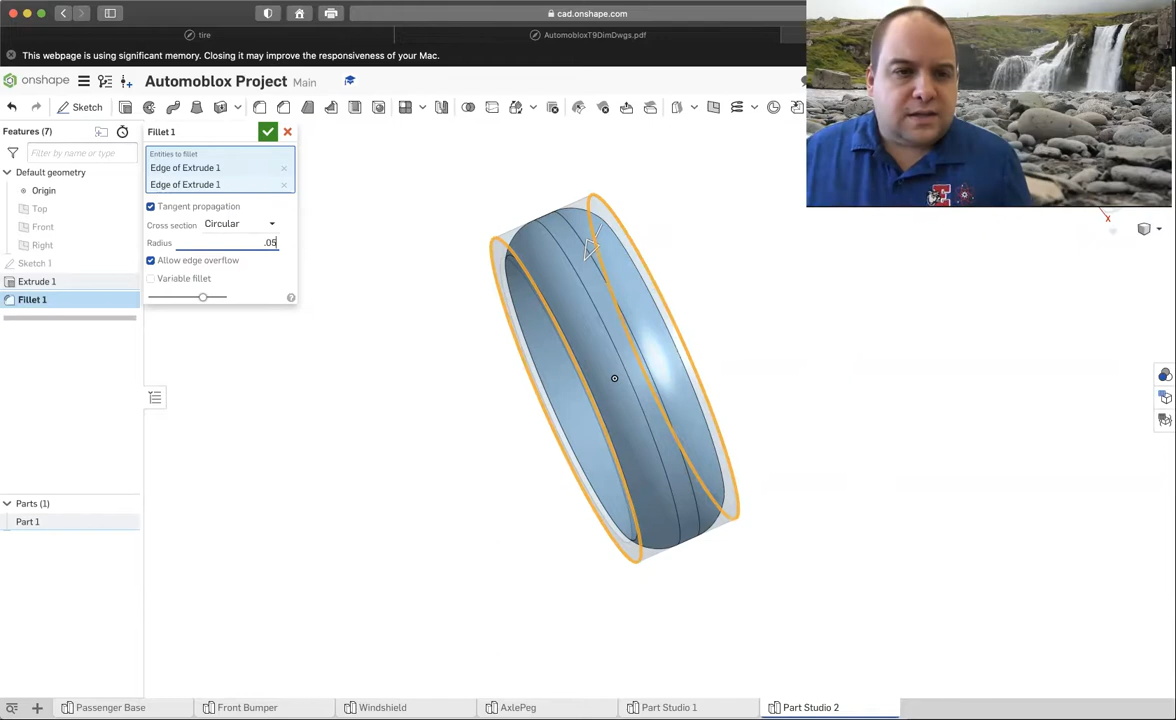 cad.onshape.com
tire
AutomobloxT9DimDwgs.pdf
This webpage is using significant memory. Closing it may improve the responsiveness of your Mac.
onshape
Automoblox Project Main
Sketch
Features (7)
Filter by name or type
Default geometry
Origin
Top
Front
Right
Sketch 1
Extrude 1
Fillet 1
Parts (1)
Part 1
Fillet 1
Entities to fillet
Edge of Extrude 1
Edge of Extrude 1
Tangent propagation
Cross section Circular
Radius .05
Allow edge overflow
Variable fillet
X
E
Passenger Base
Front Bumper
Windshield
AxlePeg
Part Studio 1
Part Studio 2